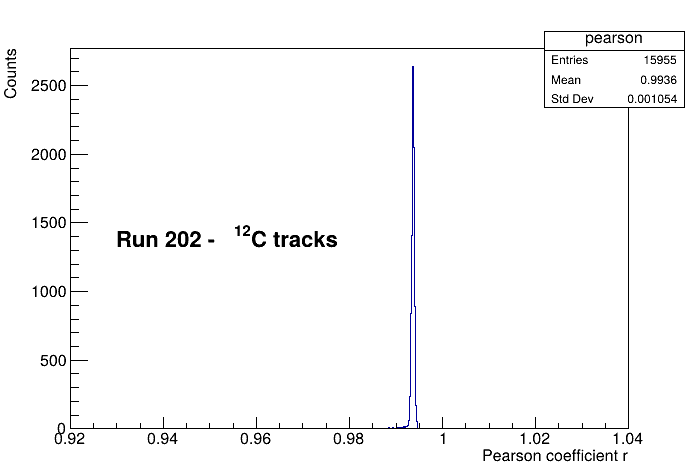 pearson
Entries 15955
Mean 0.9936
Std Dev 0.001054
Counts
2500
2000
1500
1000
500
0
Run 202 - ¹²C tracks
0.92 0.94 0.96 0.98 1 1.02 1.04
Pearson coefficient r